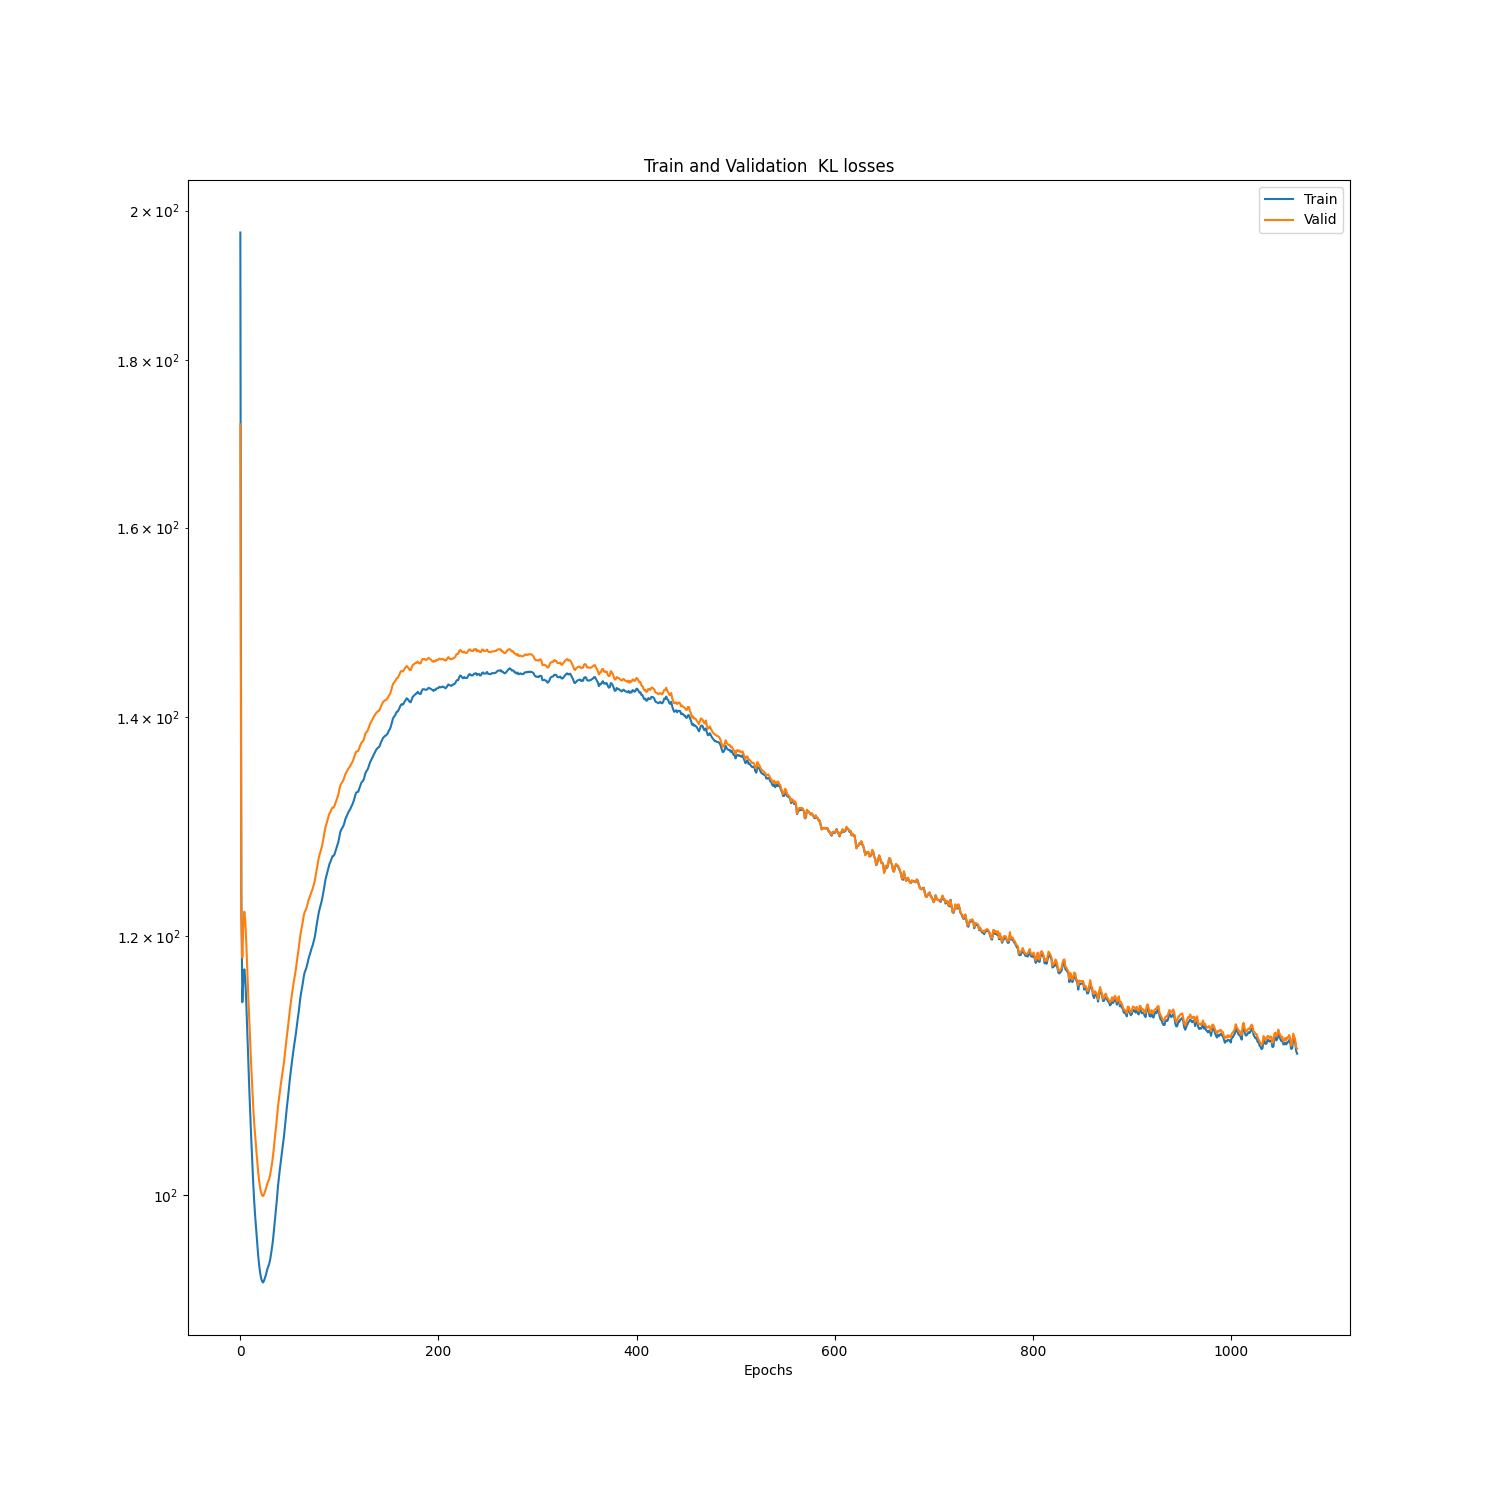 Train and Validation  KL losses
Train
Valid
2 × 10²
1.8 × 10²
1.6 × 10²
1.4 × 10²
1.2 × 10²
10²
0 200 400 600 800 1000
Epochs